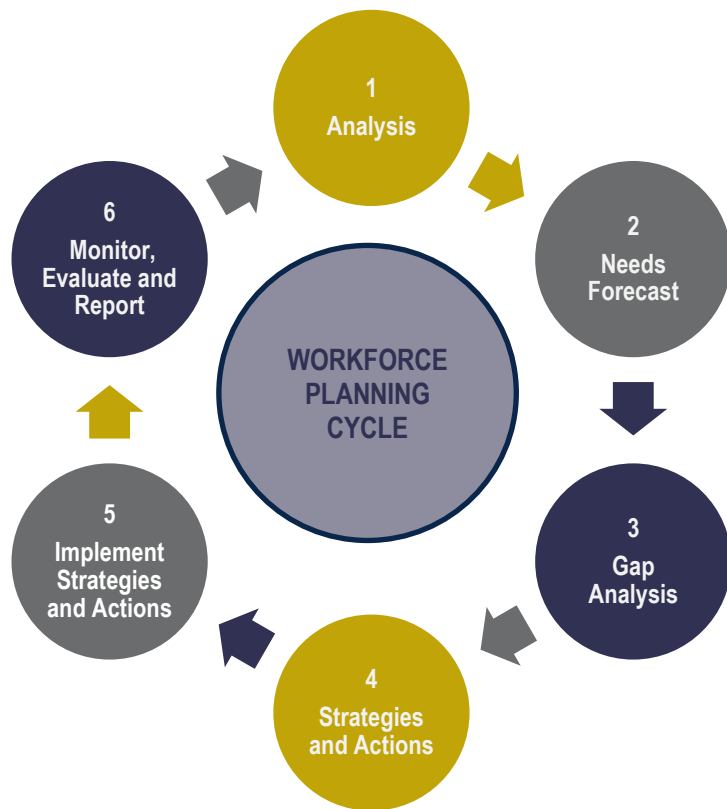 1
Analysis
2
Needs
Forecast
3
Gap
Analysis
4
Strategies
and Actions
5
Implement
Strategies
and Actions
6
Monitor,
Evaluate and
Report
WORKFORCE
PLANNING
CYCLE